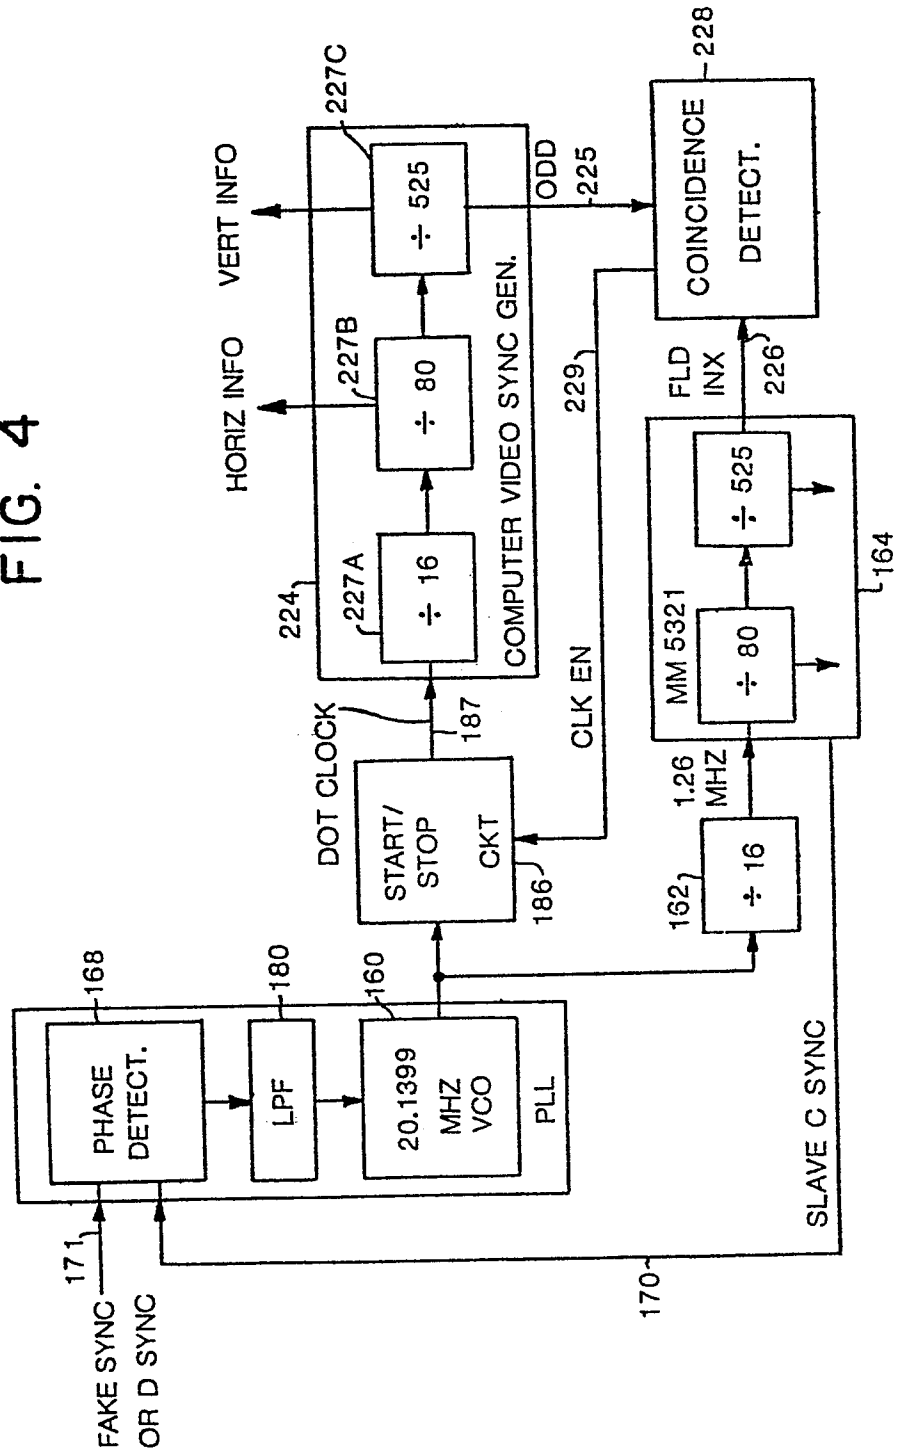 FIG. 4
FAKE SYNC
OR D SYNC
171
PHASE
DETECT.
168
LPF
180
20.1399
MHZ
VCO
160
PLL
START/
STOP
CKT
186
DOT CLOCK
187
224
227A
÷ 16
HORIZ INFO
227B
÷ 80
VERT INFO
227C
÷ 525
COMPUTER VIDEO SYNC GEN.
ODD
225
COINCIDENCE
DETECT.
228
229
CLK EN
162
÷ 16
1.26
MHZ
MM 5321
÷ 80
÷ 525
164
FLD
INX
226
SLAVE C SYNC
170